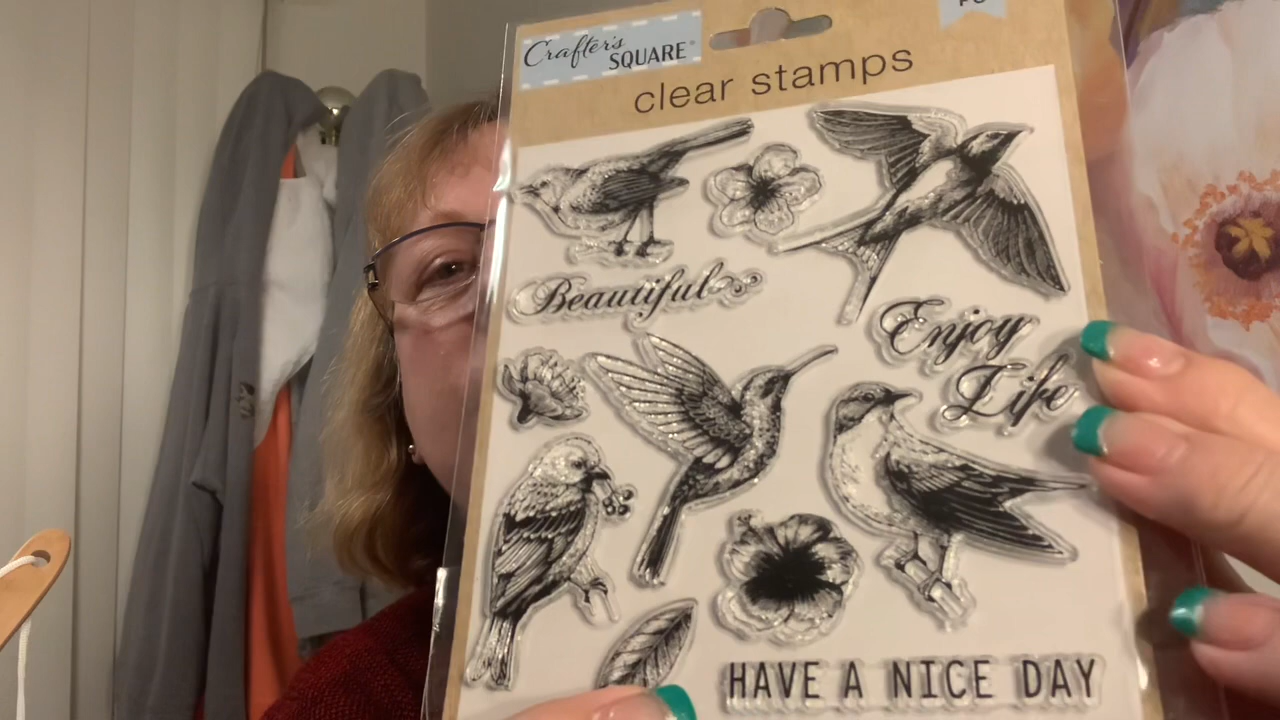 Crafter's
SQUARE
clear stamps
Beautiful
Enjoy
Life
HAVE A NICE DAY